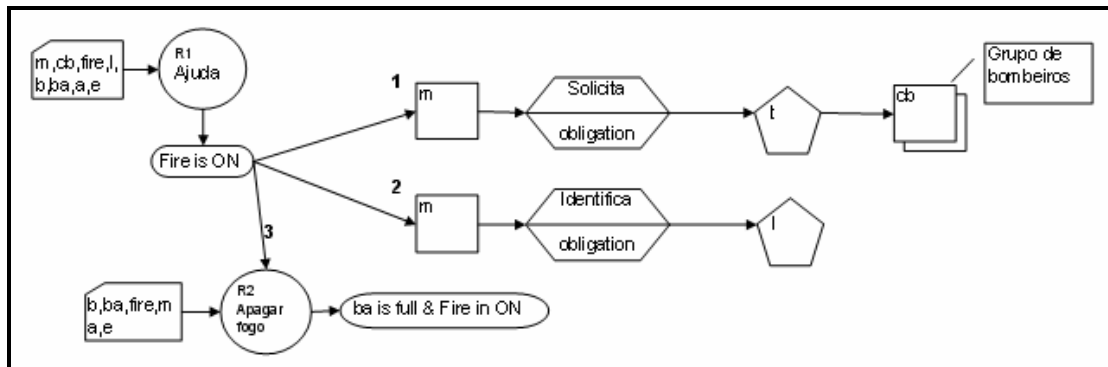 m,cb,fire,l,
b,ba,a,e
R1
Ajuda
Fire is ON
1
m
Solicita
obligation
t
cb
Grupo de
bombeiros
2
m
Identifica
obligation
l
3
b,ba,fire,m
a,e
R2
Apagar
fogo
ba is full & Fire in ON